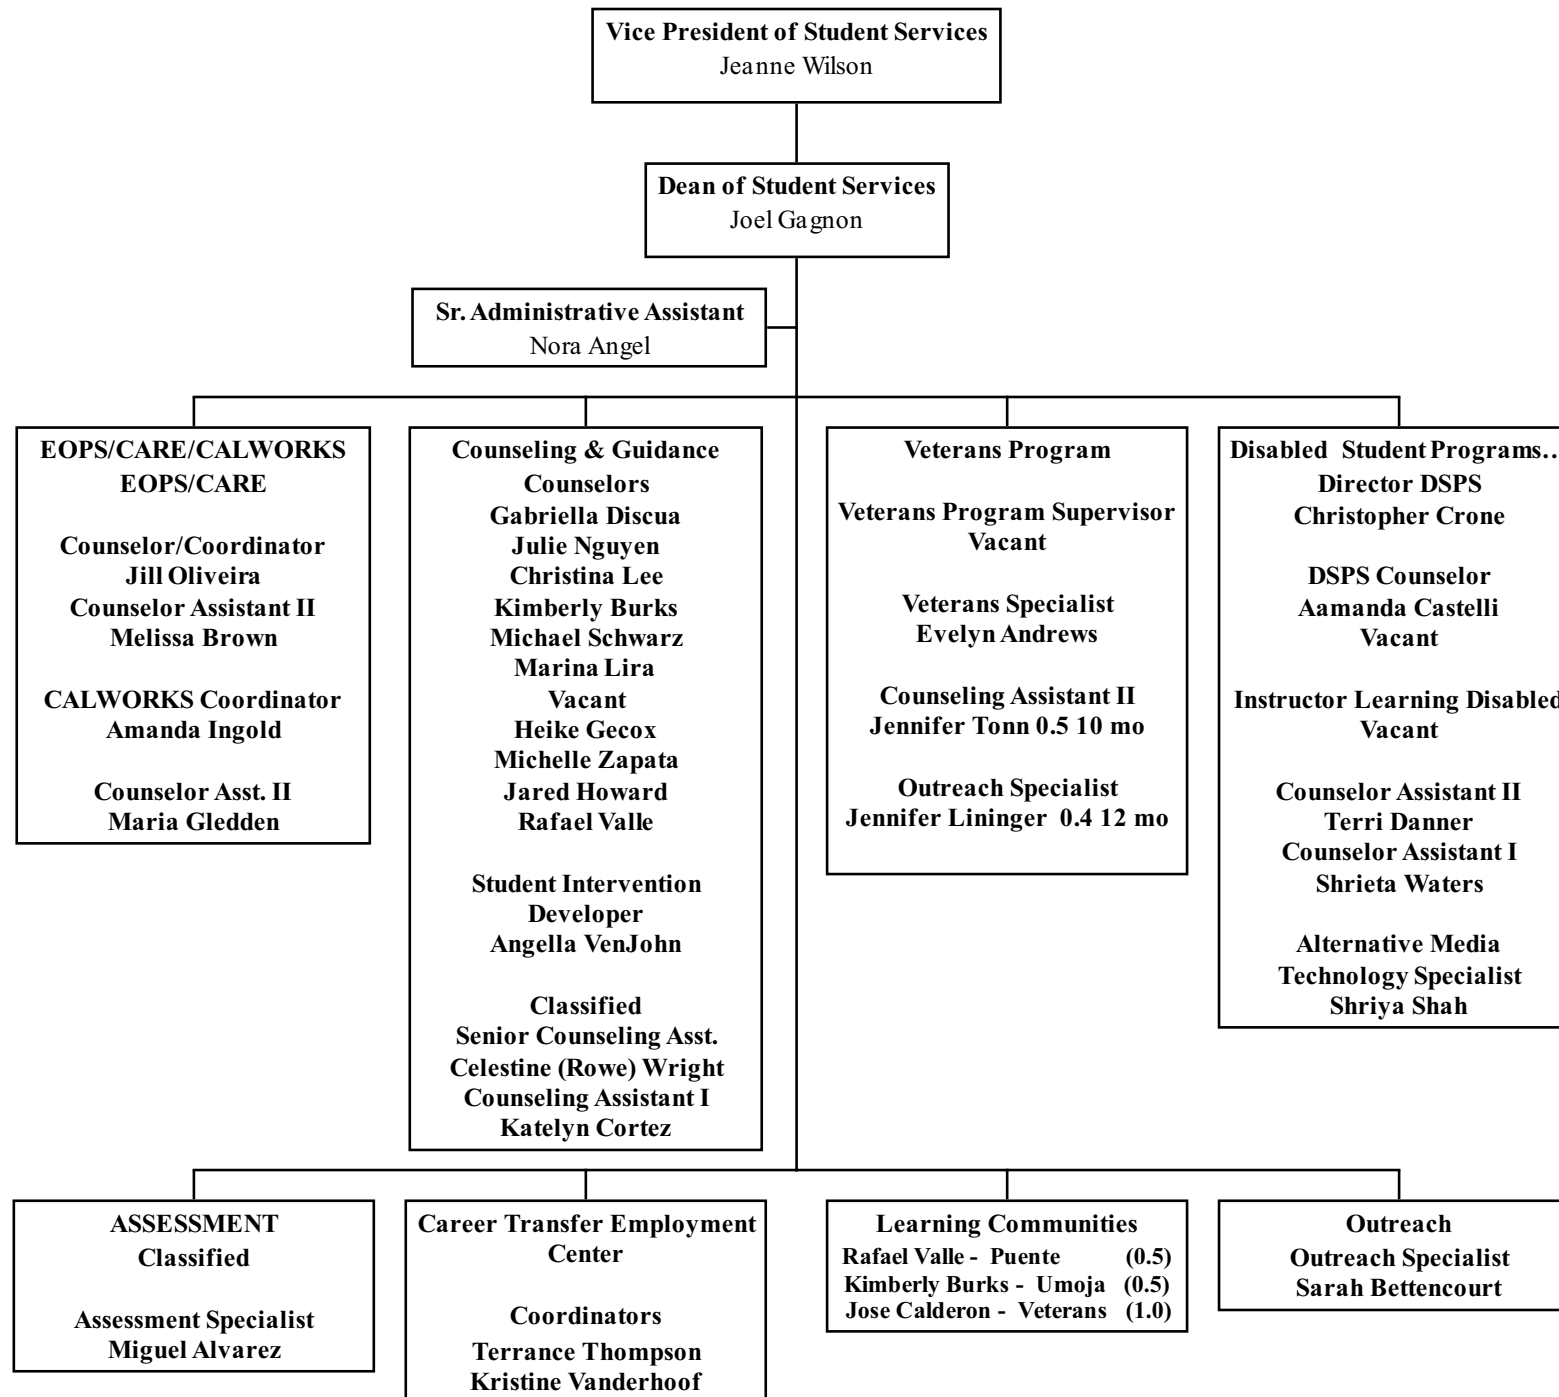 Vice President of Student Services
Jeanne Wilson
Dean of Student Services
Joel Gagnon
Sr. Administrative Assistant
Nora Angel
EOPS/CARE/CALWORKS
EOPS/CARE
Counselor/Coordinator
Jill Oliveira
Counselor Assistant II
Melissa Brown
CALWORKS Coordinator
Amanda Ingold
Counselor Asst. II
Maria Gledden
Counseling & Guidance
Counselors
Gabriella Discua
Julie Nguyen
Christina Lee
Kimberly Burks
Michael Schwarz
Marina Lira
Vacant
Heike Gecox
Michelle Zapata
Jared Howard
Rafael Valle
Student Intervention
Developer
Angella VenJohn
Classified
Senior Counseling Asst.
Celestine (Rowe) Wright
Counseling Assistant I
Katelyn Cortez
Veterans Program
Veterans Program Supervisor
Vacant
Veterans Specialist
Evelyn Andrews
Counseling Assistant II
Jennifer Tonn 0.5 10 mo
Outreach Specialist
Jennifer Lininger 0.4 12 mo
Disabled Student Programs…
Director DSPS
Christopher Crone
DSPS Counselor
Aamanda Castelli
Vacant
Instructor Learning Disabled
Vacant
Counselor Assistant II
Terri Danner
Counselor Assistant I
Shrieta Waters
Alternative Media
Technology Specialist
Shriya Shah
ASSESSMENT
Classified
Assessment Specialist
Miguel Alvarez
Career Transfer Employment
Center
Coordinators
Terrance Thompson
Kristine Vanderhoof
Learning Communities
Rafael Valle - Puente (0.5)
Kimberly Burks - Umoja (0.5)
Jose Calderon - Veterans (1.0)
Outreach
Outreach Specialist
Sarah Bettencourt